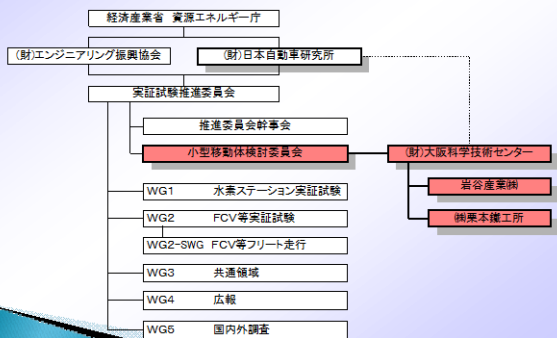 経済産業省 資源エネルギー庁
(財)エンジニアリング振興協会
(財)日本自動車研究所
実証試験推進委員会
推進委員会幹事会
小型移動体検討委員会
(財)大阪科学技術センター
岩谷産業㈱
㈱栗本鐵工所
WG1 水素ステーション実証試験
WG2 FCV等実証試験
WG2-SWG FCV等フリート走行
WG3 共通領域
WG4 広報
WG5 国内外調査